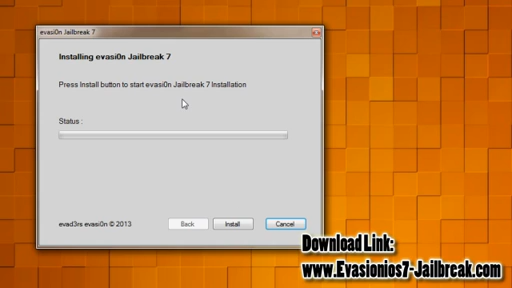 evasi0n Jailbreak 7
Installing evasi0n Jailbreak 7
Press Install button to start evasi0n Jailbreak 7 Installation
Status :
evad3rs evasi0n © 2013
Back
Install
Cancel
Download Link:
www.Evasionios7-Jailbreak.com